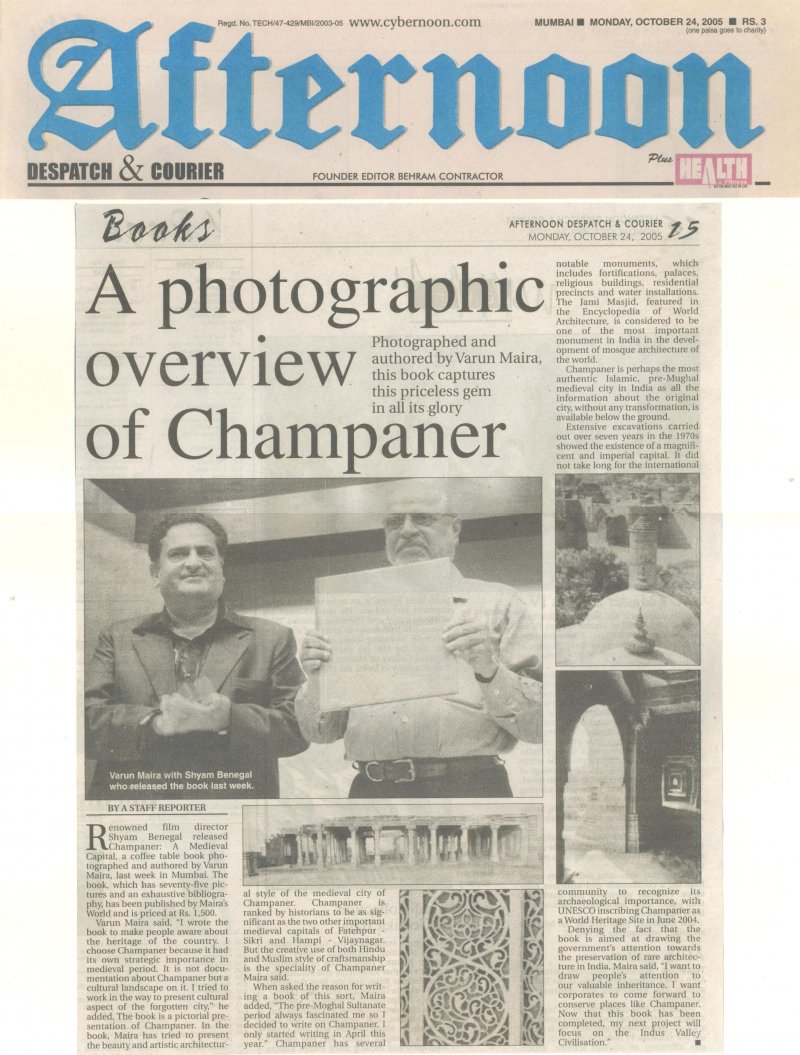 Regd. No. TECH/47-429/MBI/2003-05 www.cybernoon.com
MUMBAI ■ MONDAY, OCTOBER 24, 2005 ■ RS. 3
(one paisa goes to charity)
Afternoon
DESPATCH & COURIER
FOUNDER EDITOR BEHRAM CONTRACTOR
Plus HEALTH
Books
AFTERNOON DESPATCH & COURIER
MONDAY, OCTOBER 24, 2005 15
A photographic
overview
of Champaner
Photographed and
authored by Varun Maira,
this book captures
this priceless gem
in all its glory
Varun Maira with Shyam Benegal
who released the book last week.
BY A STAFF REPORTER
Renowned film director
Shyam Benegal released
Champaner: A Medieval
Capital, a coffee table book pho-
tographed and authored by Varun
Maira, last week in Mumbai. The
book, which has seventy-five pic-
tures and an exhaustive bibliogra-
phy, has been published by Maira's
World and is priced at Rs. 1,500.
Varun Maira said, "I wrote the
book to make people aware about
the heritage of the country. I
choose Champaner because it had
its own strategic importance in
medieval period. It is not docu-
mentation about Champaner but a
cultural landscape on it. I tried to
work in the way to present cultural
aspect of the forgotten city," he
added. The book is a pictorial pre-
sentation of Champaner. In the
book, Maira has tried to present
the beauty and artistic architectur-
al style of the medieval city of
Champaner. Champaner is
ranked by historians to be as sig-
nificant as the two other important
medieval capitals of Fatehpur -
Sikri and Hampi - Vijaynagar.
But the creative use of both Hindu
and Muslim style of craftsmanship
is the speciality of Champaner
Maira said.
When asked the reason for writ-
ing a book of this sort, Maira
added, "The pre-Moghal Sultanate
period always fascinated me so I
decided to write on Champaner. I
only started writing in April this
year." Champaner has several
notable monuments, which
includes fortifications, palaces,
religious buildings, residential
precincts and water installations.
The Jami Masjid, featured in
the Encyclopedia of World
Architecture, is considered to be
one of the most important
monument in India in the devel-
opment of mosque architecture of
the world.
Champaner is perhaps the most
authentic Islamic, pre-Mughal
medieval city in India as all the
information about the original
city, without any transformation, is
available below the ground.
Extensive excavations carried
out over seven years in the 1970s
showed the existence of a magnifi-
cent and imperial capital. It did
not take long for the international
community to recognize its
archaeological importance, with
UNESCO inscribing Champaner as
a World Heritage Site in June 2004.
Denying the fact that the
book is aimed at drawing the
government's attention towards
the preservation of rare architec-
ture in India, Maira said, "I want to
draw people's attention to
our valuable inheritance. I want
corporates to come forward to
conserve places like Champaner.
Now that this book has been
completed, my next project will
focus on the Indus Valley
Civilisation." ■